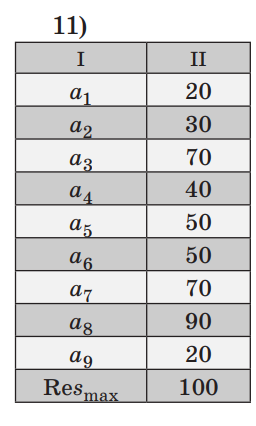 11)
I II
a₁ 20
a₂ 30
a₃ 70
a₄ 40
a₅ 50
a₆ 50
a₇ 70
a₈ 90
a₉ 20
Res_max 100